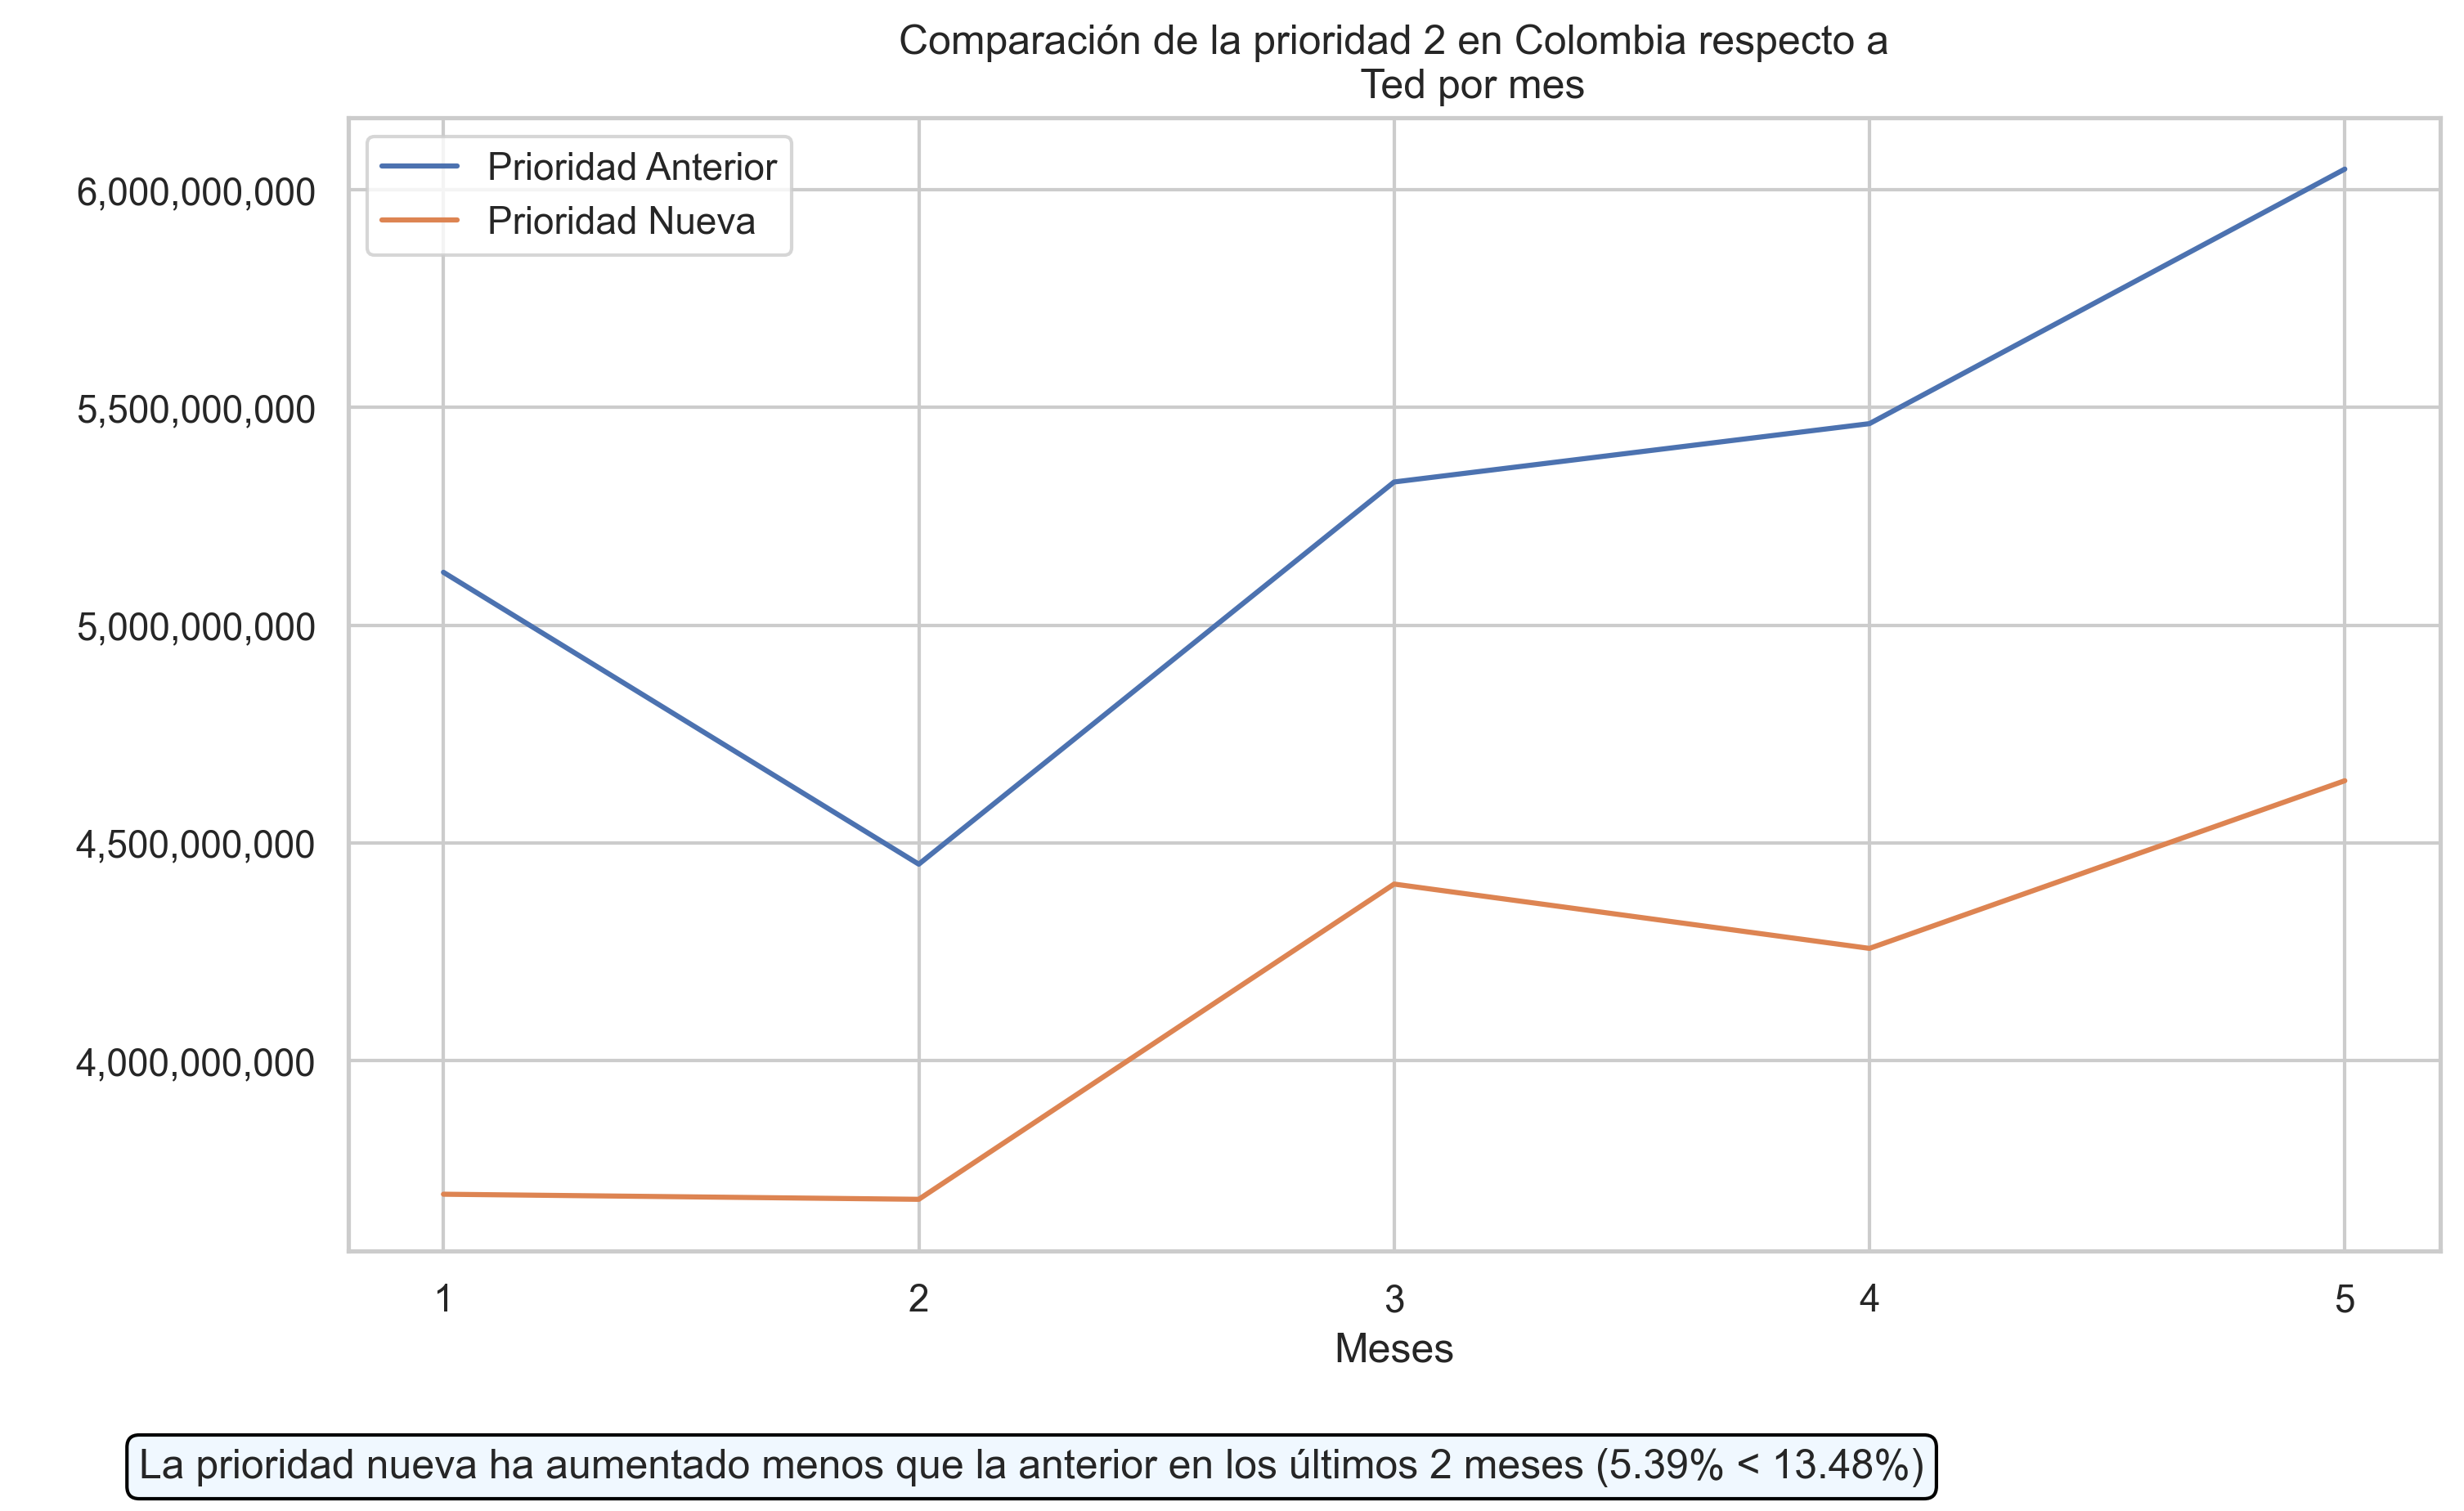 Comparación de la prioridad 2 en Colombia respecto a
Ted por mes
Prioridad Anterior
Prioridad Nueva
6,000,000,000
5,500,000,000
5,000,000,000
4,500,000,000
4,000,000,000
1 2 3 4 5
Meses
La prioridad nueva ha aumentado menos que la anterior en los últimos 2 meses (5.39% < 13.48%)